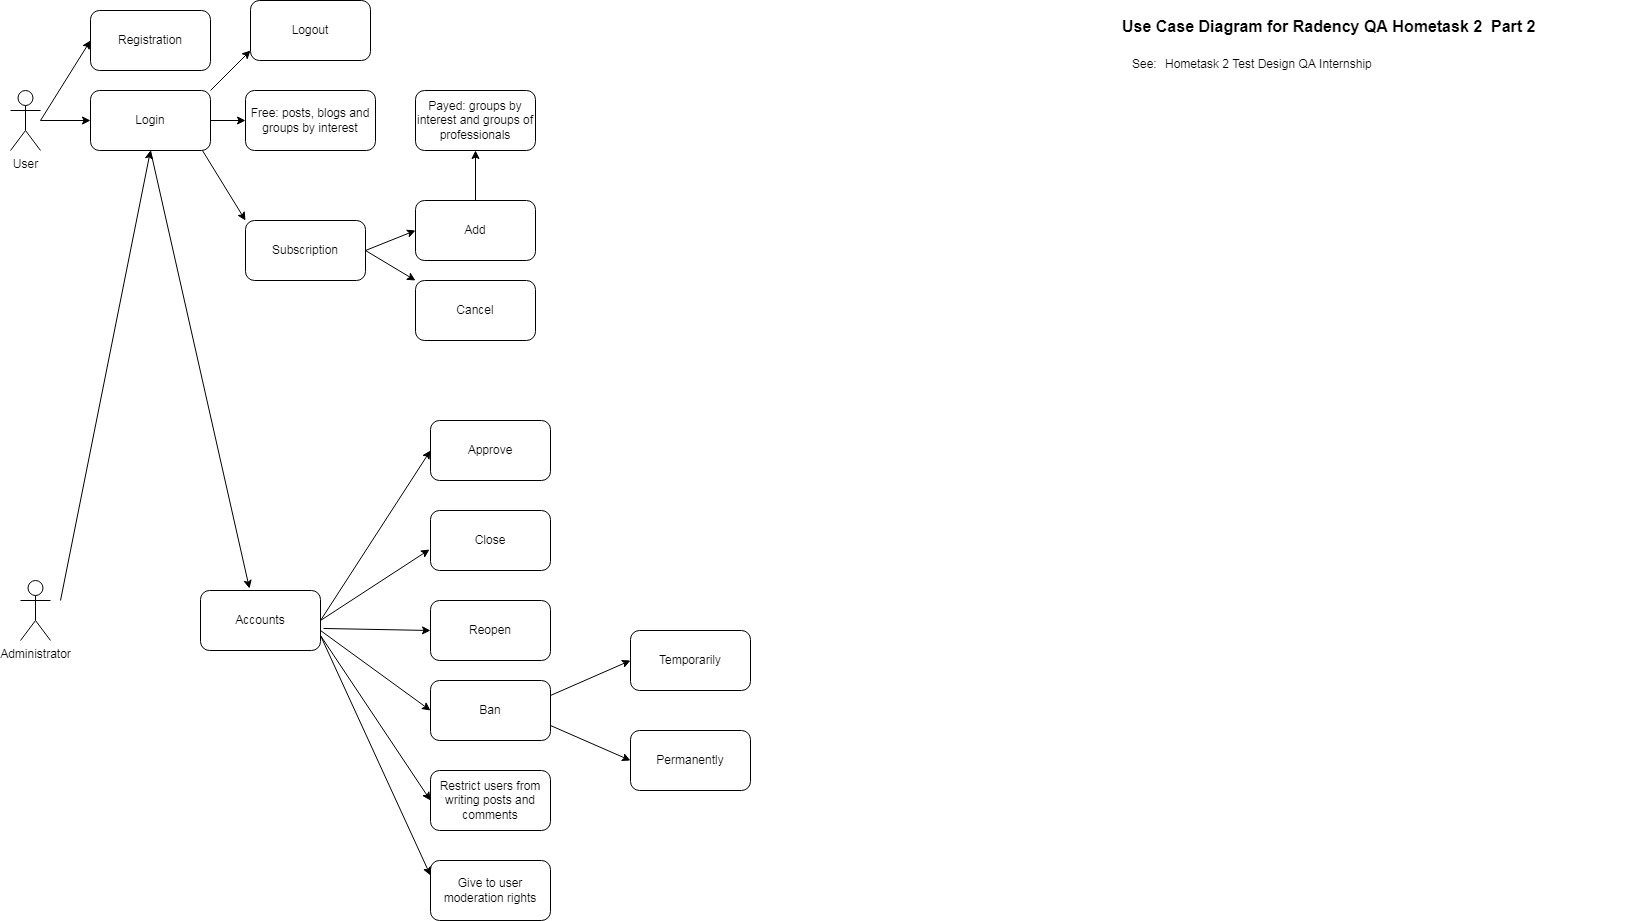 Use Case Diagram for Radency QA Hometask 2  Part 2
See:  Hometask 2 Test Design QA Internship
Logout
Registration
Login
Free: posts, blogs and
groups by interest
Payed: groups by
interest and groups of
professionals
User
Subscription
Add
Cancel
Approve
Close
Accounts
Reopen
Administrator
Temporarily
Ban
Permanently
Restrict users from
writing posts and
comments
Give to user
moderation rights